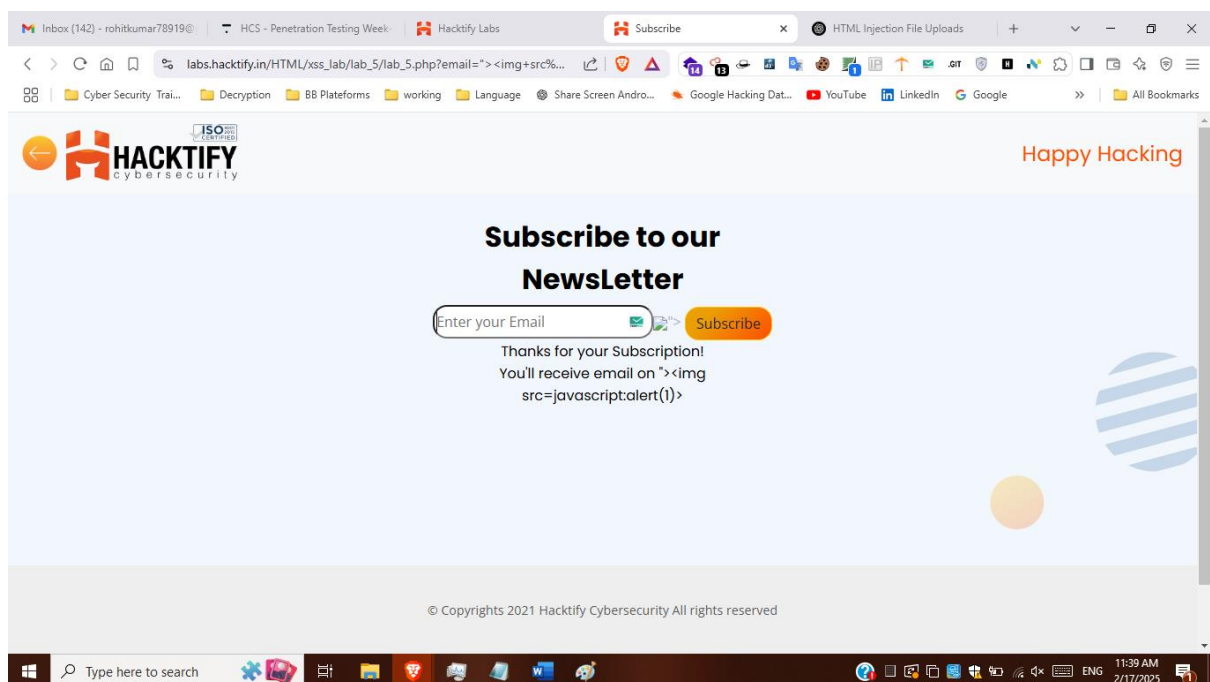 Inbox (142) - rohitkumar78919@
HCS - Penetration Testing Week-
Hacktify Labs
Subscribe
HTML Injection File Uploads
labs.hacktify.in/HTML/xss_lab/lab_5/lab_5.php?email="><img+src%...
14
13
1
.GIT
Cyber Security Trai...
Decryption
BB Plateforms
working
Language
Share Screen Andro...
Google Hacking Dat...
YouTube
LinkedIn
Google
»
All Bookmarks
ISO
CERTIFIED
HACKTIFY
cybersecurity
Happy Hacking
Subscribe to our
NewsLetter
Enter your Email
">
Subscribe
Thanks for your Subscription!
You'll receive email on "><img
src=javascript:alert(1)>
© Copyrights 2021 Hacktify Cybersecurity All rights reserved
Type here to search
ENG
11:39 AM
2/17/2025